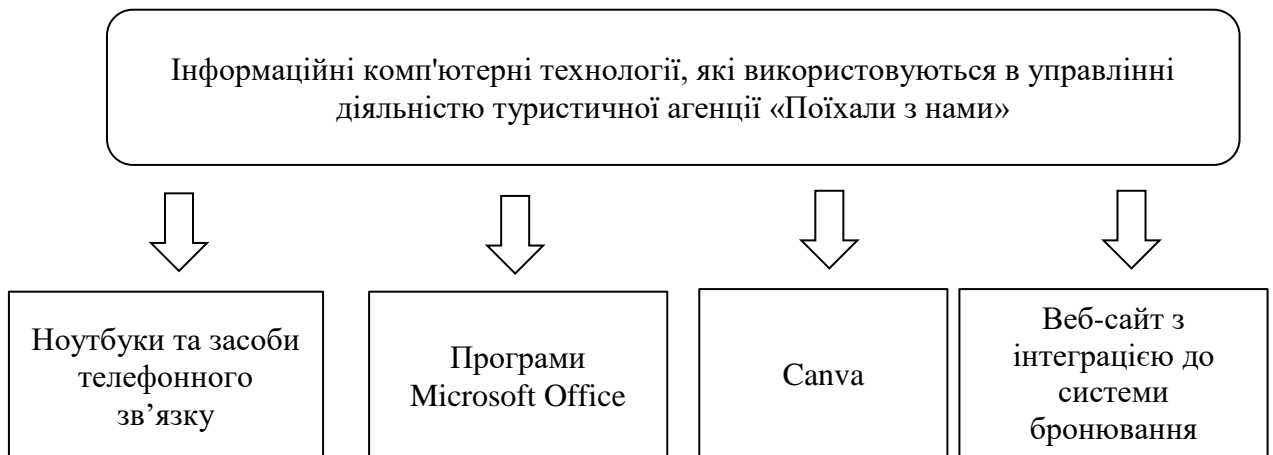 Інформаційні комп'ютерні технології, які використовуються в управлінні
діяльністю туристичної агенції «Поїхали з нами»
Ноутбуки та засоби
телефонного
зв’язку
Програми
Microsoft Office
Canva
Веб-сайт з
інтеграцією до
системи
бронювання